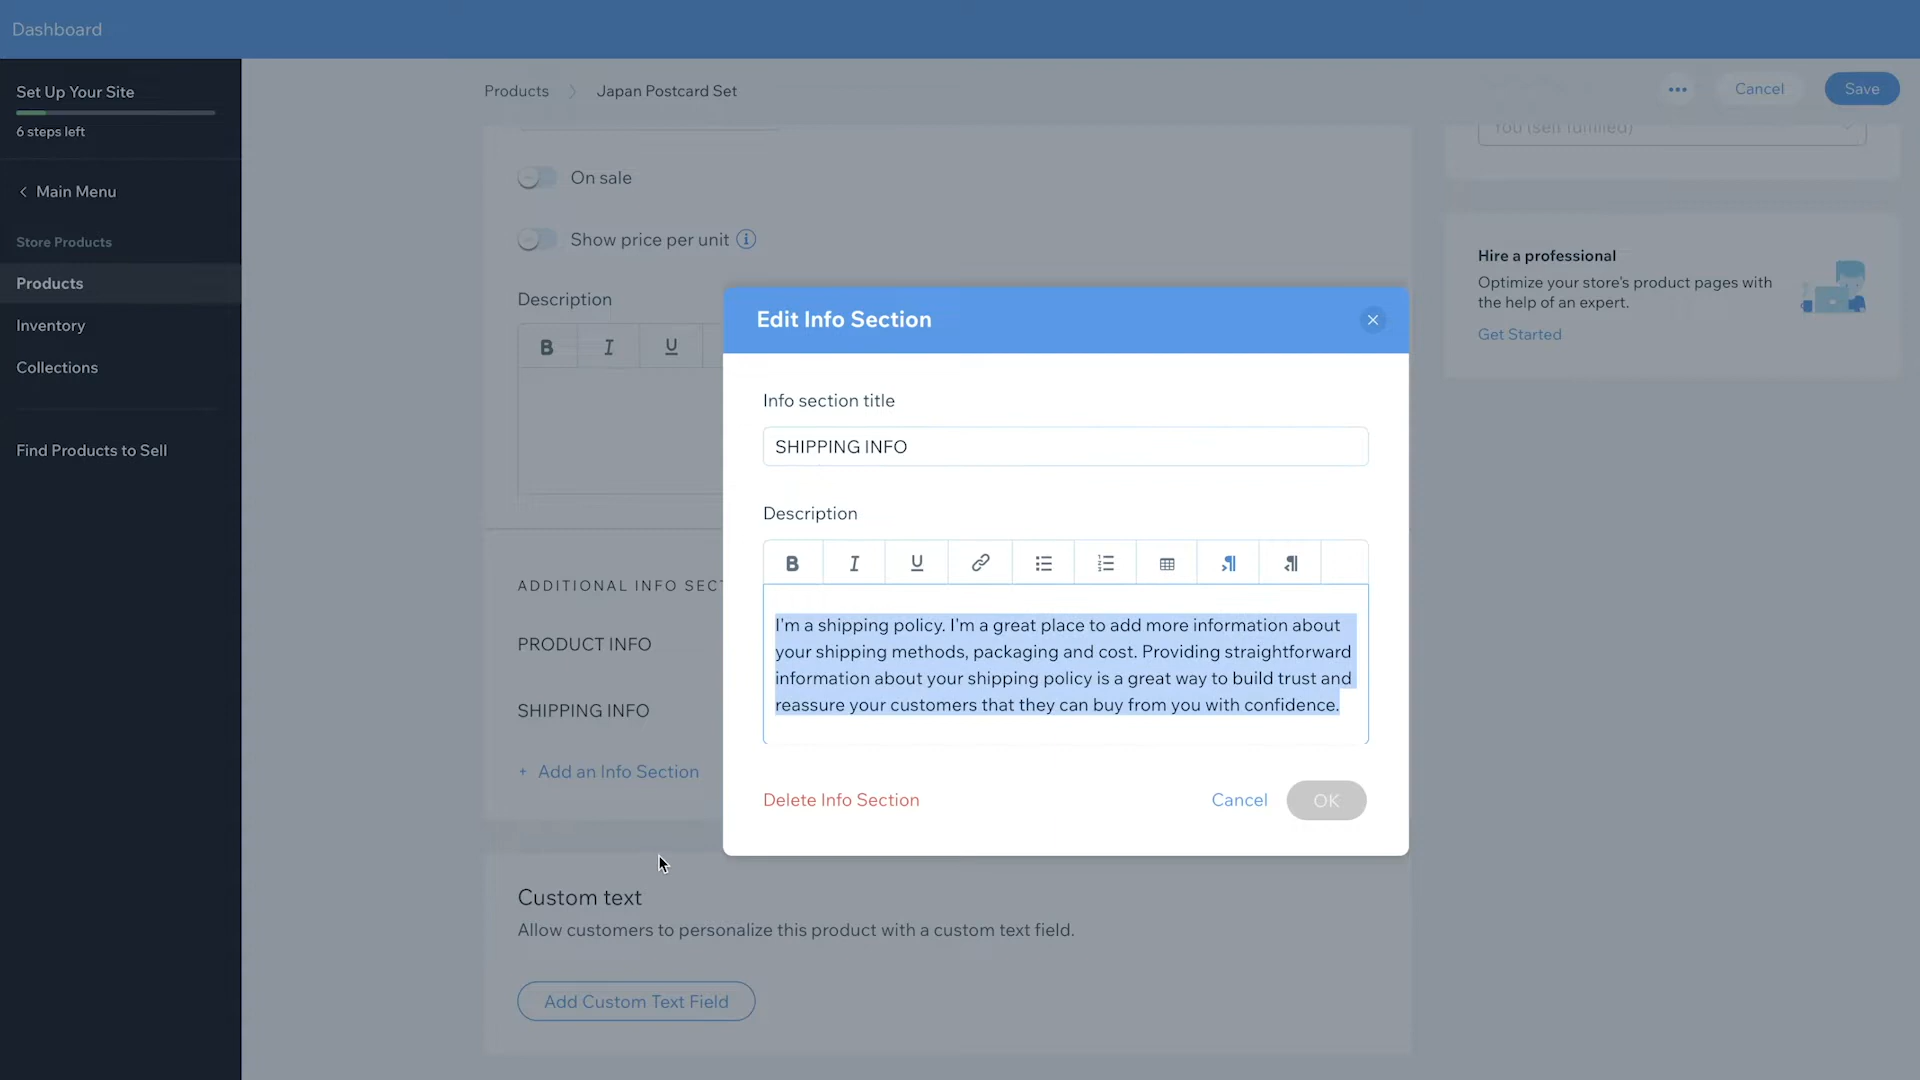 Dashboard
Set Up Your Site
6 steps left
Main Menu
Store Products
Products
Inventory
Collections
Find Products to Sell
Products
Japan Postcard Set
Cancel
Save
You (self fulfilled)
On sale
Show price per unit
Description
B I U
ADDITIONAL INFO SECT
PRODUCT INFO
SHIPPING INFO
+ Add an Info Section
Custom text
Allow customers to personalize this product with a custom text field.
Add Custom Text Field
Hire a professional
Optimize your store's product pages with
the help of an expert.
Get Started
Edit Info Section
Info section title
SHIPPING INFO
Description
B I U
I'm a shipping policy. I'm a great place to add more information about
your shipping methods, packaging and cost. Providing straightforward
information about your shipping policy is a great way to build trust and
reassure your customers that they can buy from you with confidence.
Delete Info Section
Cancel
OK